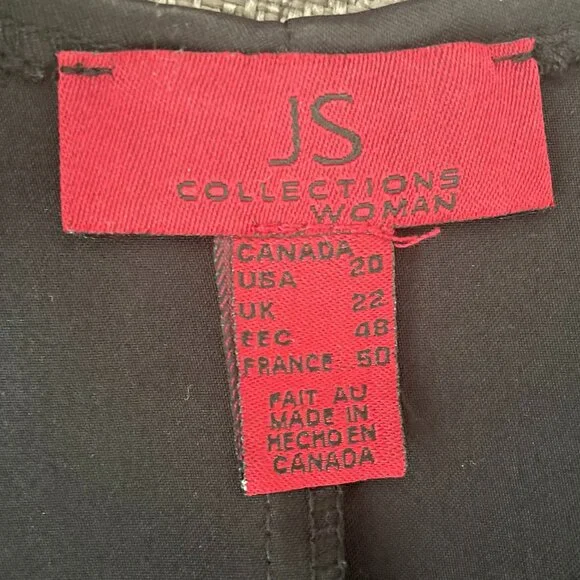 JS
COLLECTIONS
WOMAN
CANADA
USA 20
UK 22
EEC 48
FRANCE 50
FAIT AU
MADE IN
HECHO EN
CANADA